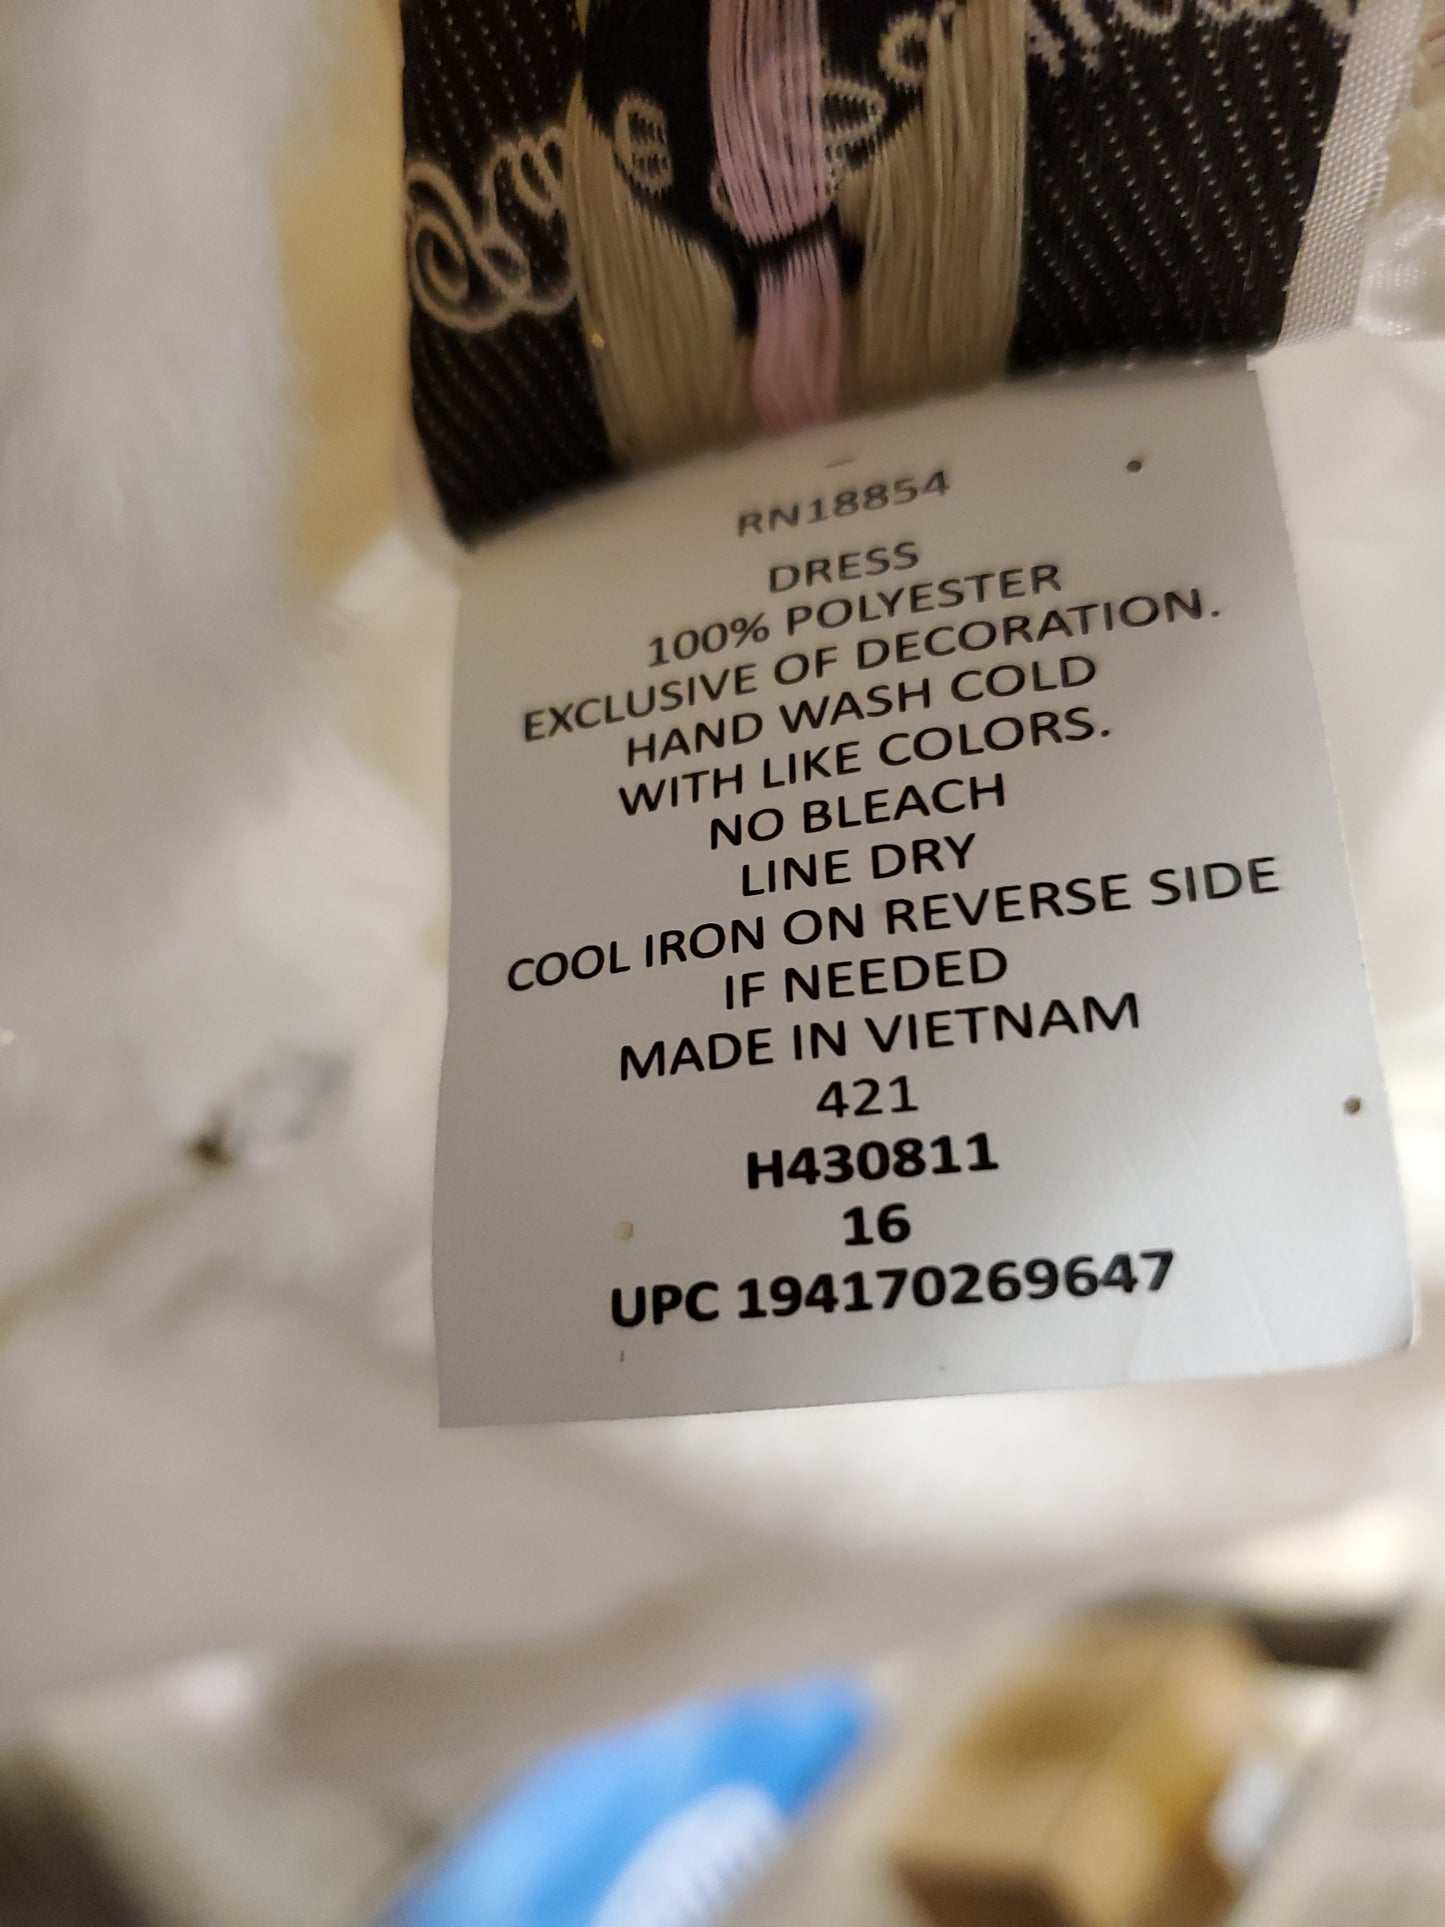 RN18854
DRESS
100% POLYESTER
EXCLUSIVE OF DECORATION.
HAND WASH COLD
WITH LIKE COLORS.
NO BLEACH
LINE DRY
COOL IRON ON REVERSE SIDE
IF NEEDED
MADE IN VIETNAM
421
H430811
16
UPC 194170269647